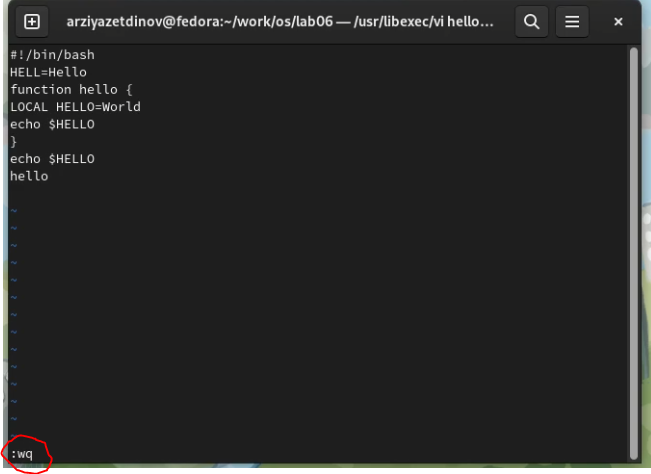 arziyazetdinov@fedora:~/work/os/lab06 — /usr/libexec/vi hello...
#!/bin/bash
HELL=Hello
function hello {
LOCAL HELLO=World
echo $HELLO
}
echo $HELLO
hello
~
~
~
~
~
~
~
~
~
~
~
~
~
~
:wq